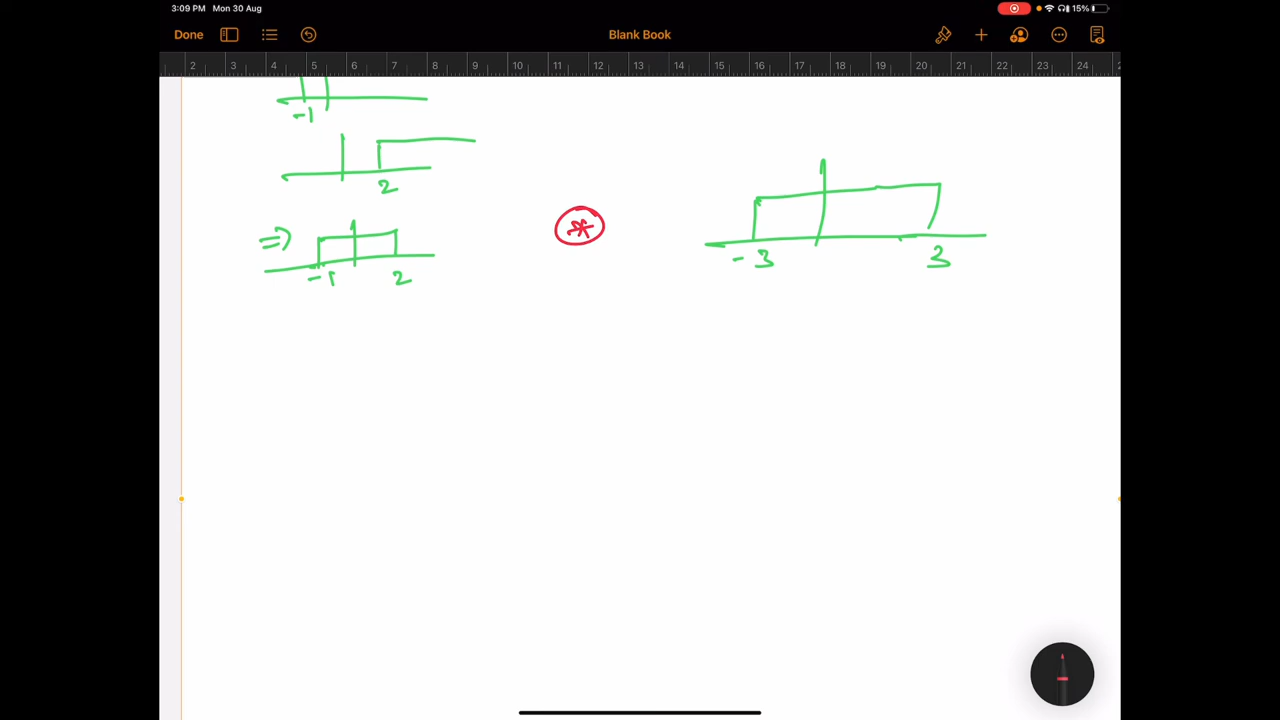 3:09 PM Mon 30 Aug 15%
Done Blank Book
2 3 4 5 6 7 8 9 10 11 12 13 14 15 16 17 18 19 20 21 22 23 24
-1
2
⇒ -1 2
*
-3 3